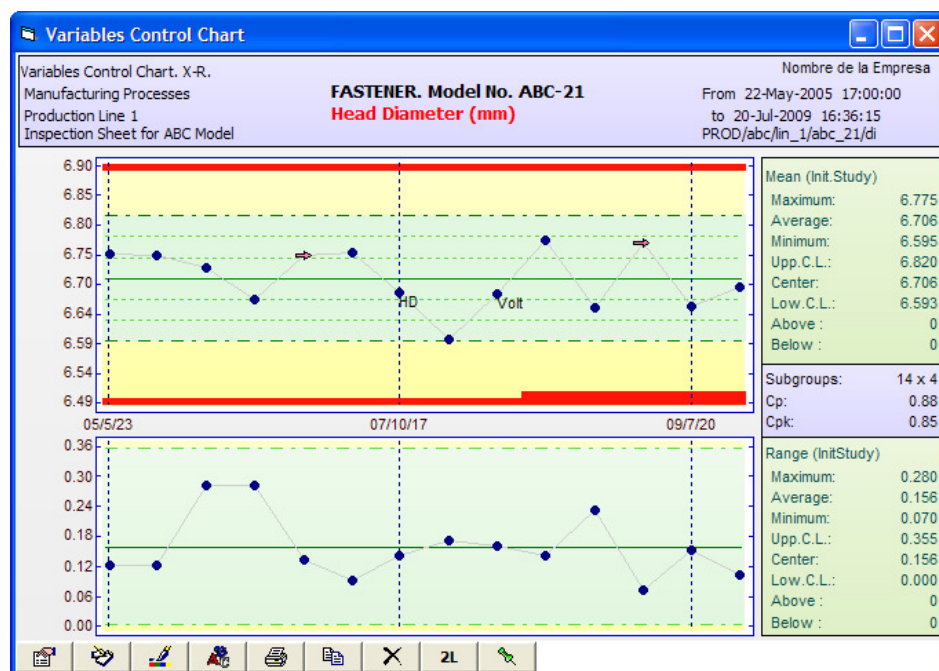 Variables Control Chart
Variables Control Chart. X-R.
Manufacturing Processes
Production Line 1
Inspection Sheet for ABC Model
FASTENER. Model No. ABC-21
Head Diameter (mm)
Nombre de la Empresa
From 22-May-2005 17:00:00
to 20-Jul-2009 16:36:15
PROD/abc/lin_1/abc_21/di
6.90
6.85
6.80
6.75
6.70
6.64
6.59
6.54
6.49
HD
Volt
05/5/23
07/10/17
09/7/20
Mean (Init.Study)
Maximum: 6.775
Average: 6.706
Minimum: 6.595
Upp.C.L.: 6.820
Center: 6.706
Low.C.L.: 6.593
Above : 0
Below : 0
Subgroups: 14 x 4
Cp: 0.88
Cpk: 0.85
0.36
0.30
0.24
0.18
0.12
0.06
0.00
Range (InitStudy)
Maximum: 0.280
Average: 0.156
Minimum: 0.070
Upp.C.L.: 0.355
Center: 0.156
Low.C.L.: 0.000
Above : 0
Below : 0
2L